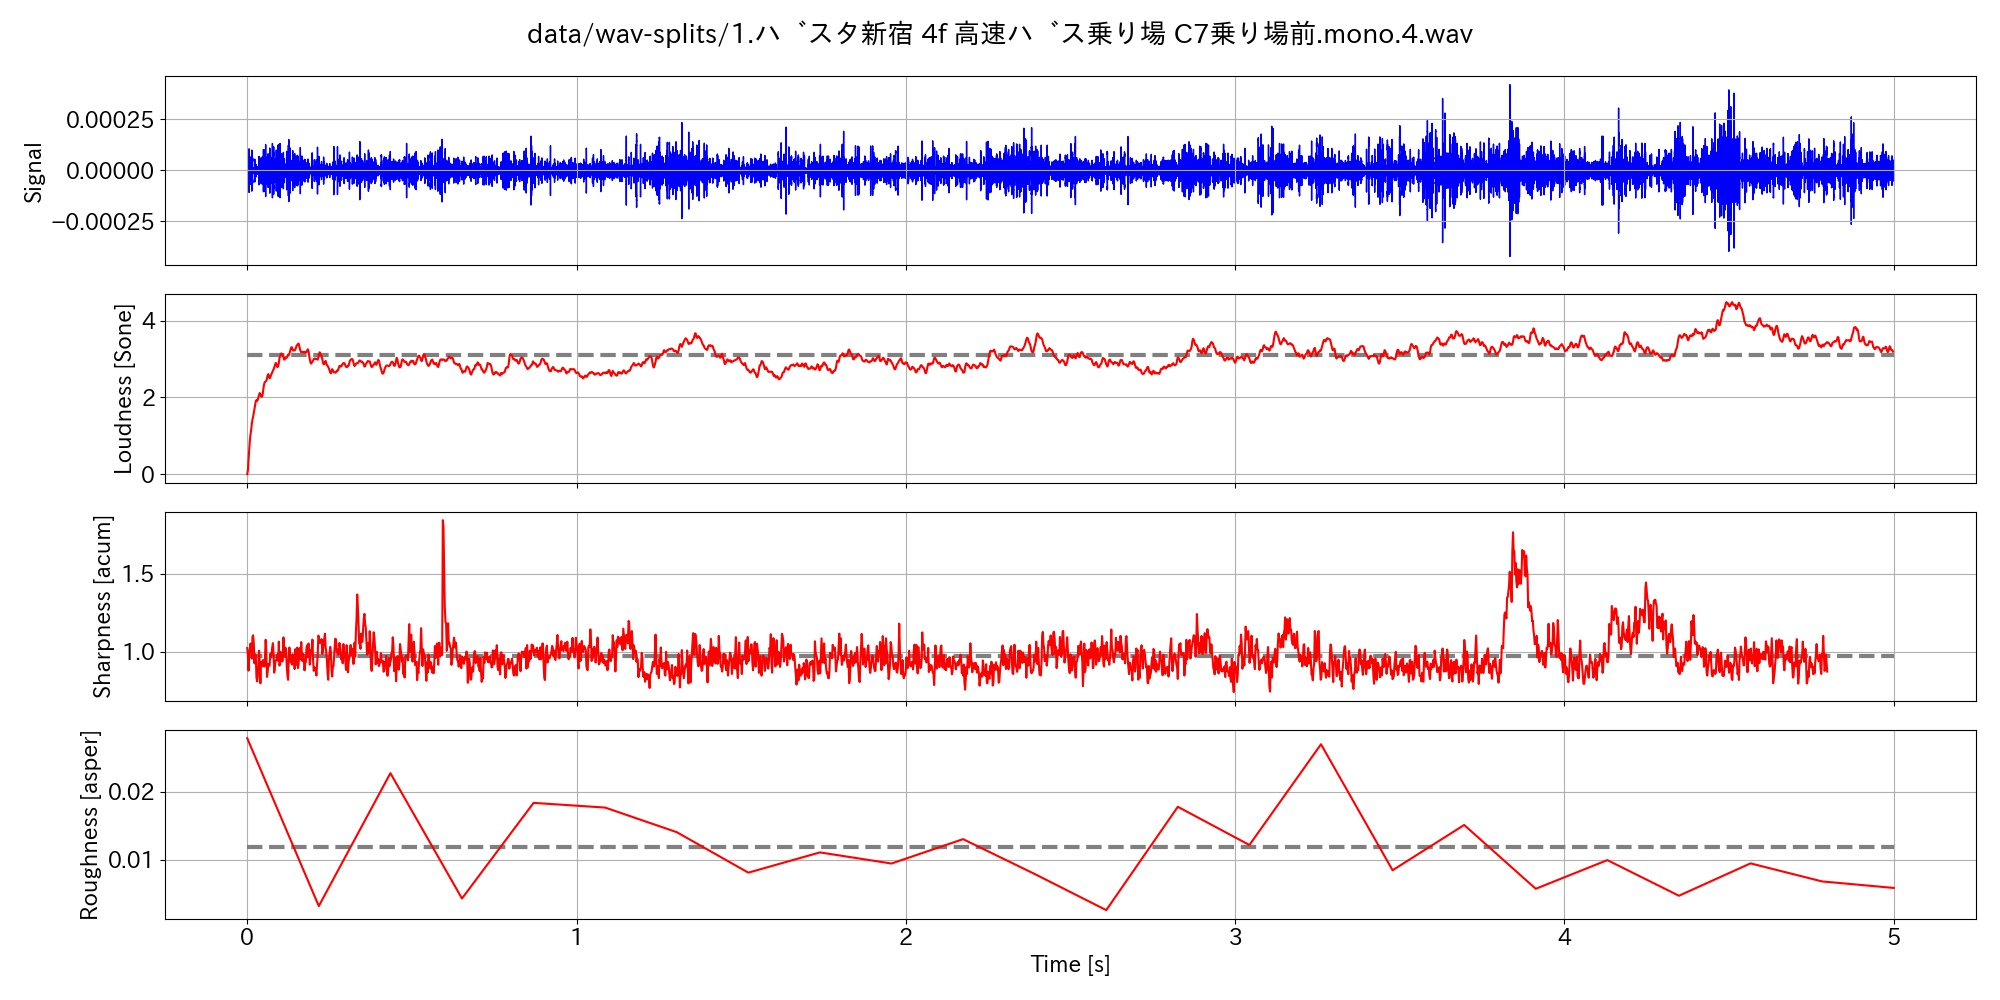 data/wav-splits/1.バスタ新宿 4f 高速バス乗り場 C7乗り場前.mono.4.wav
Signal
0.00025
0.00000
−0.00025
Loudness [Sone]
4
2
0
Sharpness [acum]
1.5
1.0
Roughness [asper]
0.02
0.01
0 1 2 3 4 5
Time [s]